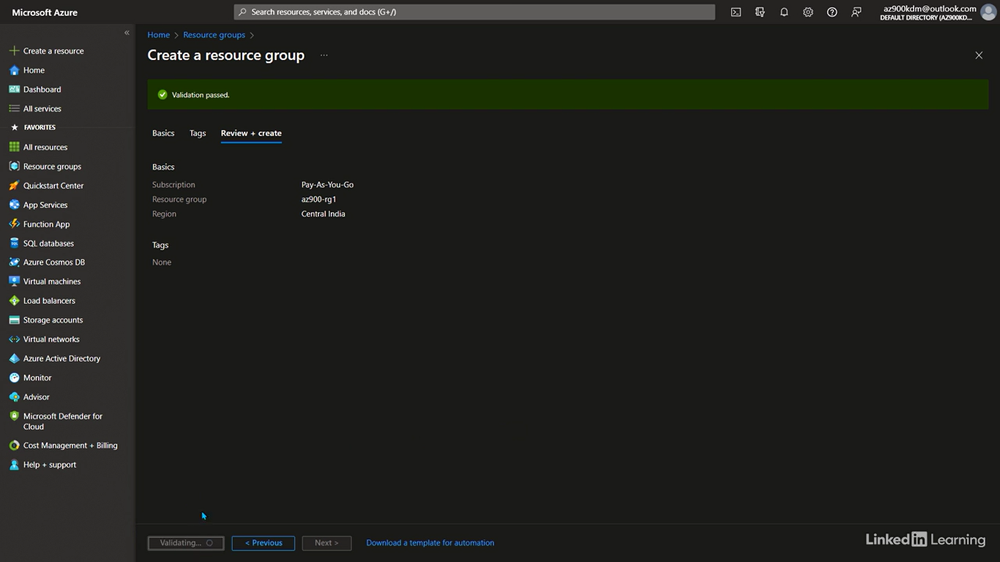 Microsoft Azure
Search resources, services, and docs (G+/)
az900kdm@outlook.com
DEFAULT DIRECTORY (AZ900KD...
«
Create a resource
Home
Dashboard
All services
FAVORITES
All resources
Resource groups
Quickstart Center
App Services
Function App
SQL databases
Azure Cosmos DB
Virtual machines
Load balancers
Storage accounts
Virtual networks
Azure Active Directory
Monitor
Advisor
Microsoft Defender for
Cloud
Cost Management + Billing
Help + support
Home > Resource groups >
Create a resource group ...
Validation passed.
Basics Tags Review + create
Basics
Subscription Pay-As-You-Go
Resource group az900-rg1
Region Central India
Tags
None
Validating... < Previous Next > Download a template for automation
Linked in Learning